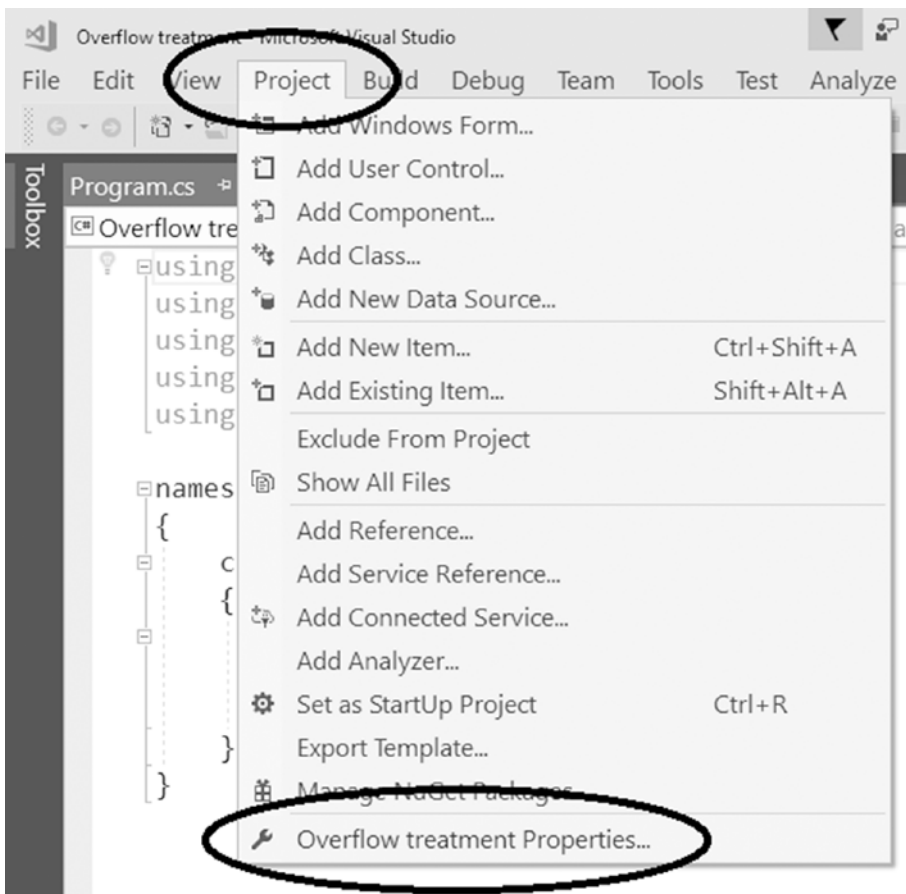 Overflow treatment - Microsoft Visual Studio
File Edit View Project Build Debug Team Tools Test Analyze
Toolbox
Program.cs
C# Overflow tre
Add Windows Form...
Add User Control...
Add Component...
Add Class...
Add New Data Source...
Add New Item... Ctrl+Shift+A
Add Existing Item... Shift+Alt+A
Exclude From Project
Show All Files
Add Reference...
Add Service Reference...
Add Connected Service...
Add Analyzer...
Set as StartUp Project Ctrl+R
Export Template...
Manage NuGet Packages...
Overflow treatment Properties...
using
using
using
using
using
names
{
c
{
}
}